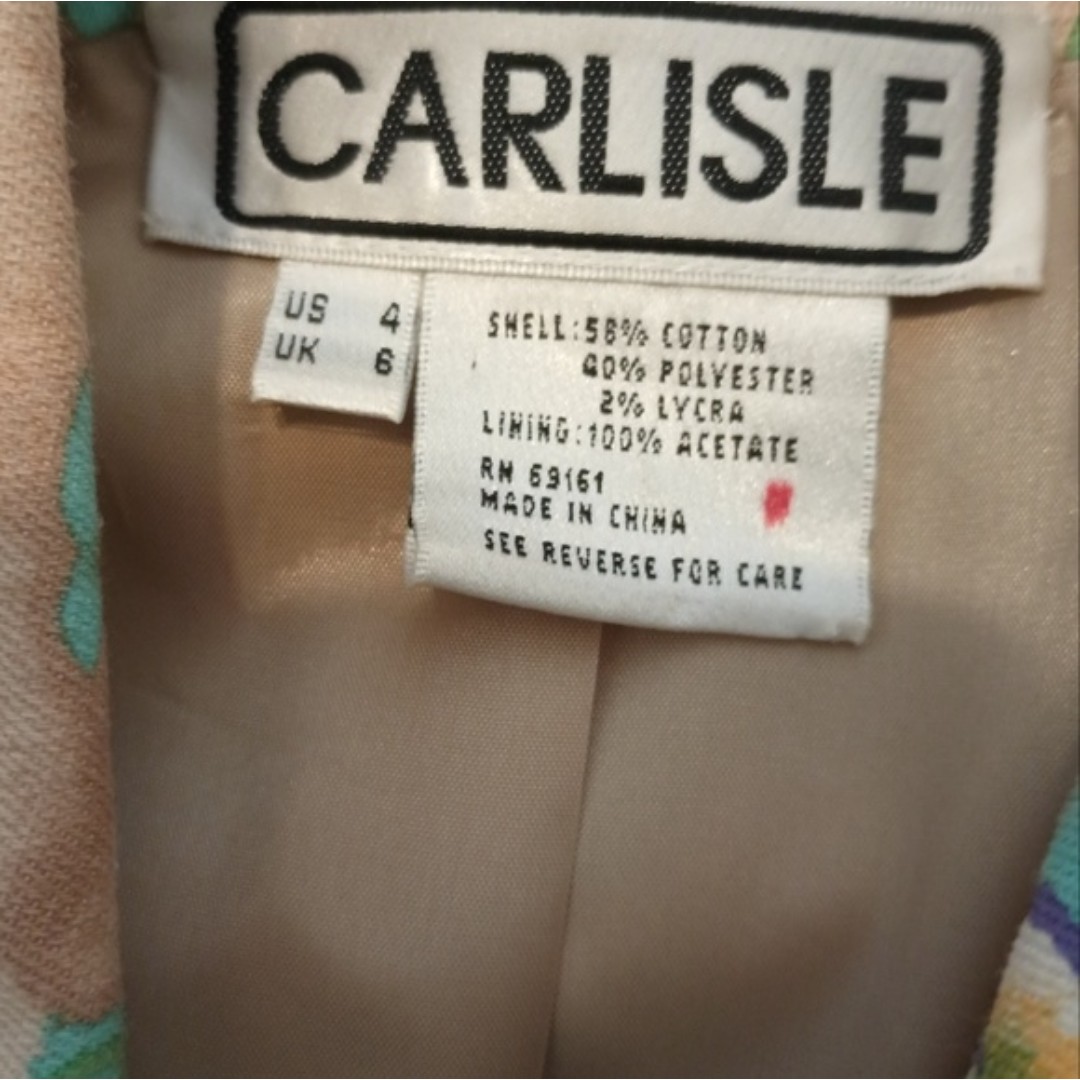 CARLISLE
US 4
UK 6
SHELL:58% COTTON
40% POLYESTER
2% LYCRA
LINING:100% ACETATE
RN 69161
MADE IN CHINA
SEE REVERSE FOR CARE